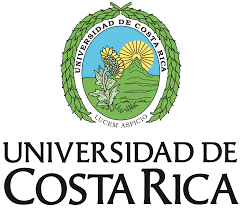 UNIVERSIDAD DE COSTA RICA
LUCEM ASPICIO
UNIVERSIDAD DE
COSTA RICA